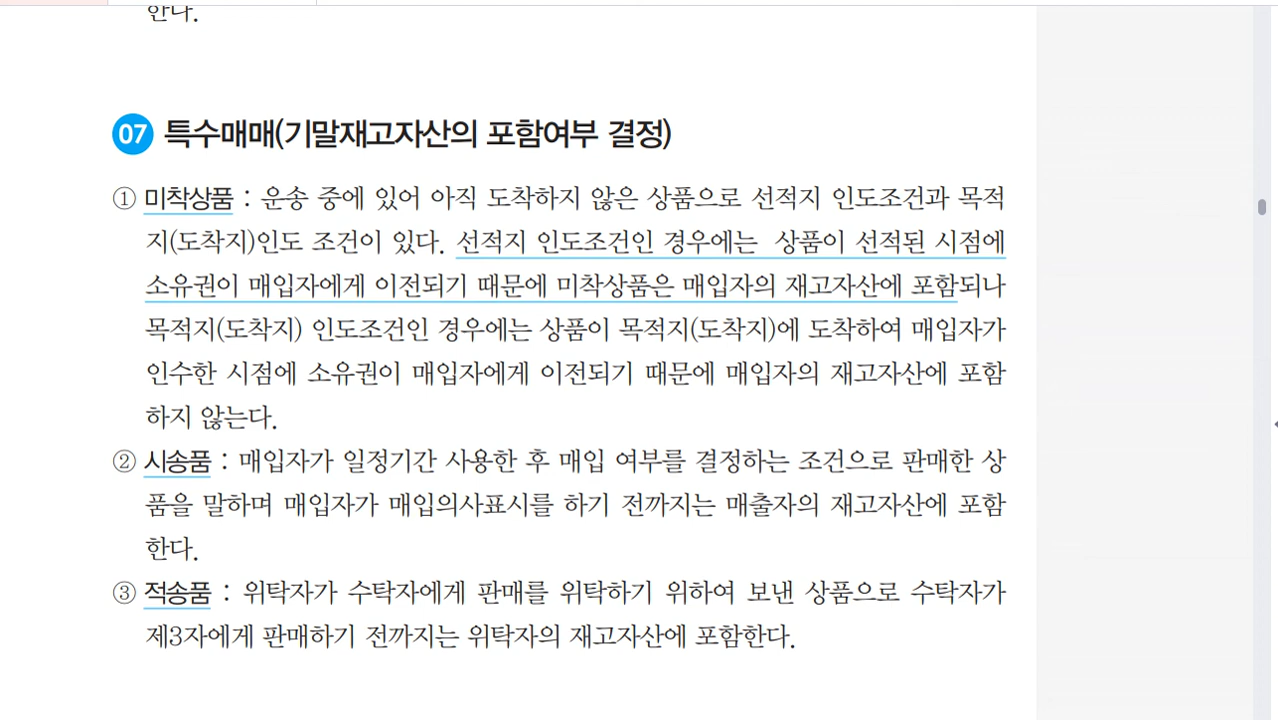 한다.
07 특수매매(기말재고자산의 포함여부 결정)
① 미착상품 : 운송 중에 있어 아직 도착하지 않은 상품으로 선적지 인도조건과 목적
지(도착지)인도 조건이 있다. 선적지 인도조건인 경우에는 상품이 선적된 시점에
소유권이 매입자에게 이전되기 때문에 미착상품은 매입자의 재고자산에 포함되나
목적지(도착지) 인도조건인 경우에는 상품이 목적지(도착지)에 도착하여 매입자가
인수한 시점에 소유권이 매입자에게 이전되기 때문에 매입자의 재고자산에 포함
하지 않는다.
② 시송품 : 매입자가 일정기간 사용한 후 매입 여부를 결정하는 조건으로 판매한 상
품을 말하며 매입자가 매입의사표시를 하기 전까지는 매출자의 재고자산에 포함
한다.
③ 적송품 : 위탁자가 수탁자에게 판매를 위탁하기 위하여 보낸 상품으로 수탁자가
제3자에게 판매하기 전까지는 위탁자의 재고자산에 포함한다.